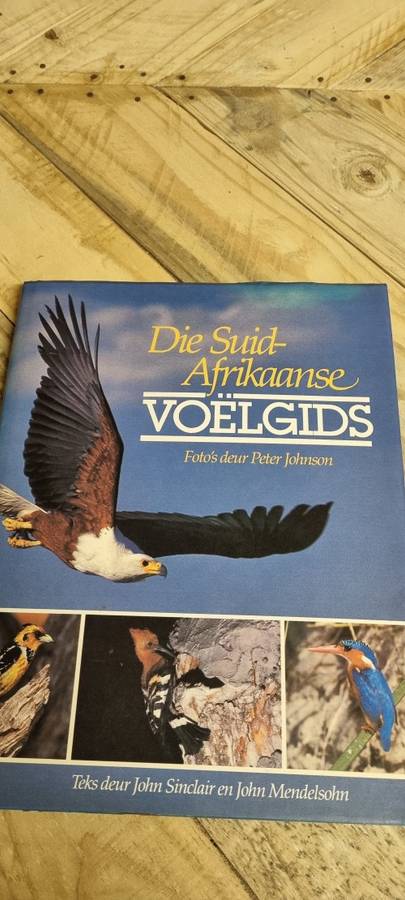 Die Suid-
Afrikaanse
VOËLGIDS
Foto's deur Peter Johnson
Teks deur John Sinclair en John Mendelsohn